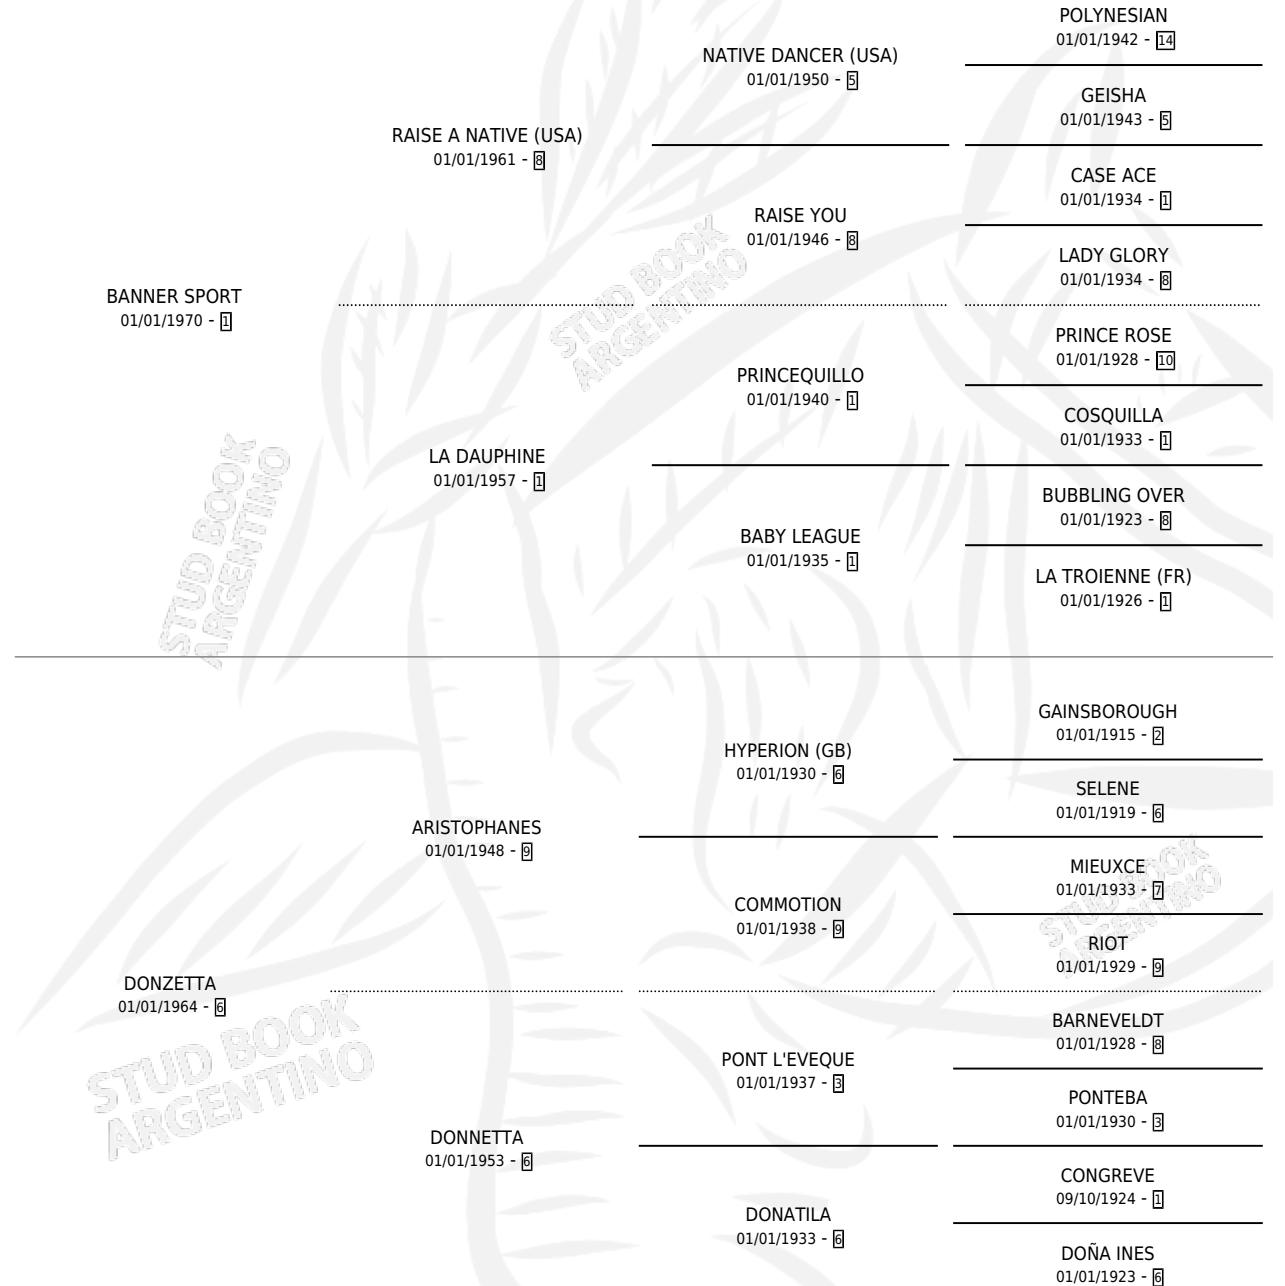 POLYNESIAN
01/01/1942 - 14
NATIVE DANCER (USA)
01/01/1950 - 5
GEISHA
01/01/1943 - 5
RAISE A NATIVE (USA)
01/01/1961 - 8
CASE ACE
01/01/1934 - 1
RAISE YOU
01/01/1946 - 8
LADY GLORY
01/01/1934 - 8
BANNER SPORT
01/01/1970 - 1
STUD BOOK
ARGENTINO
PRINCE ROSE
01/01/1928 - 10
PRINCEQUILLO
01/01/1940 - 1
COSQUILLA
01/01/1933 - 1
LA DAUPHINE
01/01/1957 - 1
STUD BOOK
ARGENTINO
BUBBLING OVER
01/01/1923 - 8
BABY LEAGUE
01/01/1935 - 1
LA TROIENNE (FR)
01/01/1926 - 1
GAINSBOROUGH
01/01/1915 - 2
HYPERION (GB)
01/01/1930 - 6
SELENE
01/01/1919 - 6
ARISTOPHANES
01/01/1948 - 9
MIEUXCE
01/01/1933 - 7
STUD BOOK
ARGENTINO
COMMOTION
01/01/1938 - 9
RIOT
01/01/1929 - 9
DONZETTA
01/01/1964 - 6
STUD BOOK
ARGENTINO
BARNEVELDT
01/01/1928 - 8
PONT L'EVEQUE
01/01/1937 - 3
PONTEBA
01/01/1930 - 3
DONNETTA
01/01/1953 - 6
CONGREVE
09/10/1924 - 1
DONATILA
01/01/1933 - 6
DOÑA INES
01/01/1923 - 6